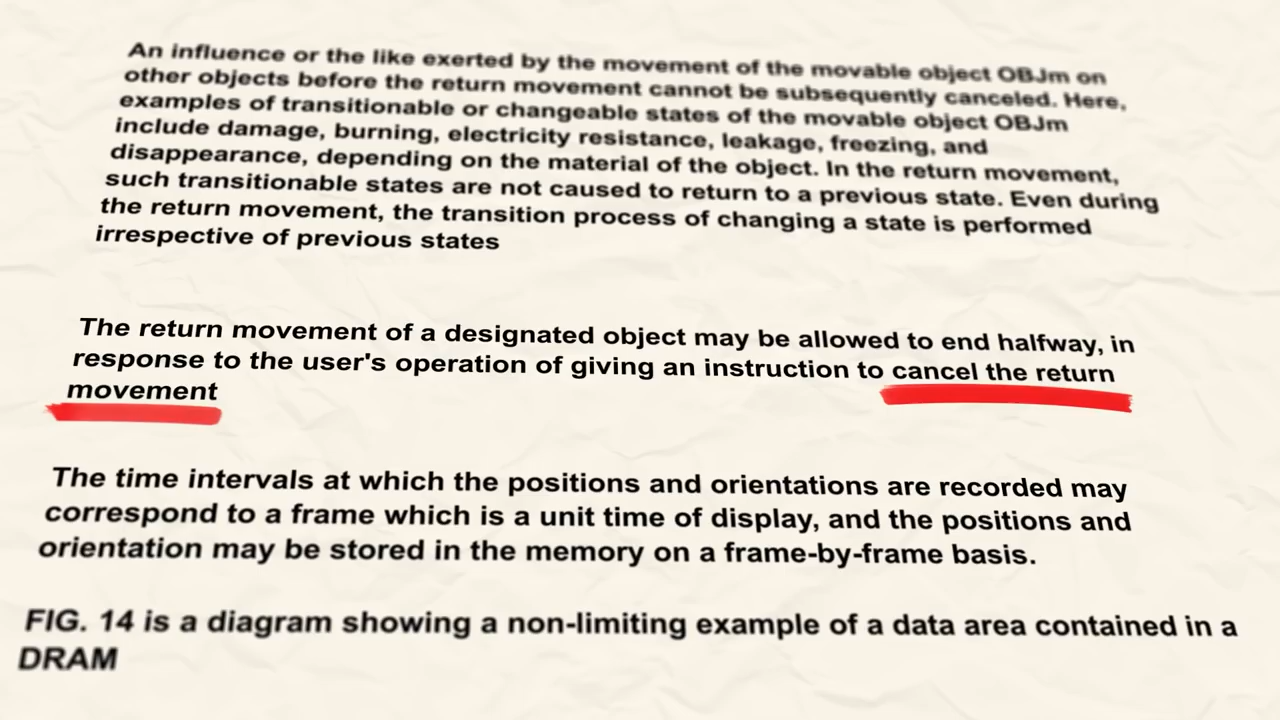 An influence or the like exerted by the movement of the movable object OBJm on
other objects before the return movement cannot be subsequently canceled. Here,
examples of transitionable or changeable states of the movable object OBJm
include damage, burning, electricity resistance, leakage, freezing, and
disappearance, depending on the material of the object. In the return movement,
such transitionable states are not caused to return to a previous state. Even during
the return movement, the transition process of changing a state is performed
irrespective of previous states
The return movement of a designated object may be allowed to end halfway, in
response to the user's operation of giving an instruction to cancel the return
movement
The time intervals at which the positions and orientations are recorded may
correspond to a frame which is a unit time of display, and the positions and
orientation may be stored in the memory on a frame-by-frame basis.
FIG. 14 is a diagram showing a non-limiting example of a data area contained in a
DRAM